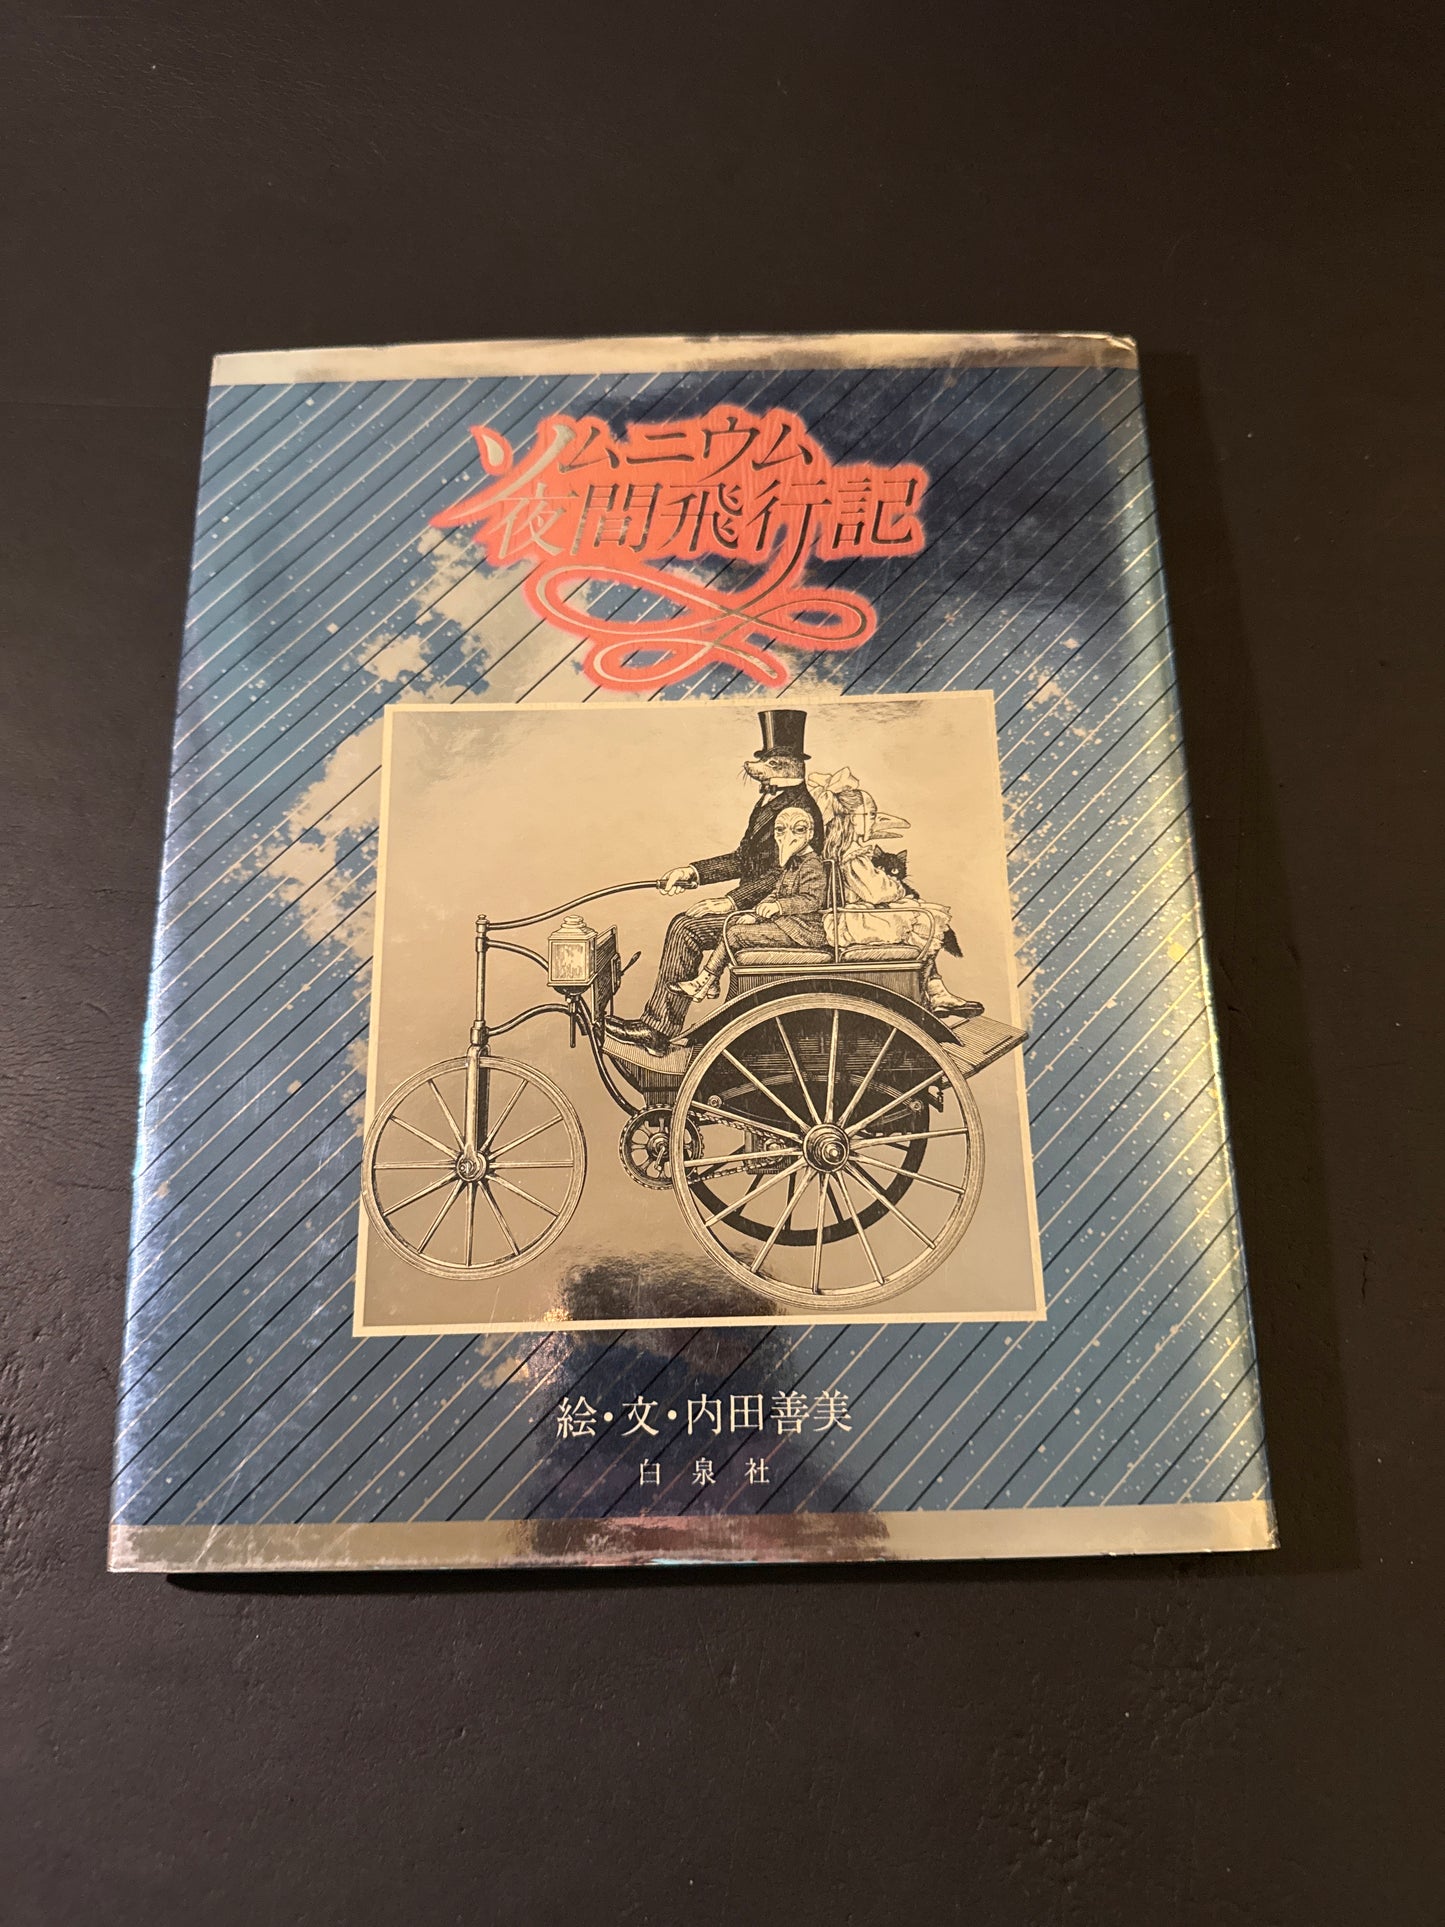 ソムニウム
夜間飛行記
絵・文・内田善美
白泉社